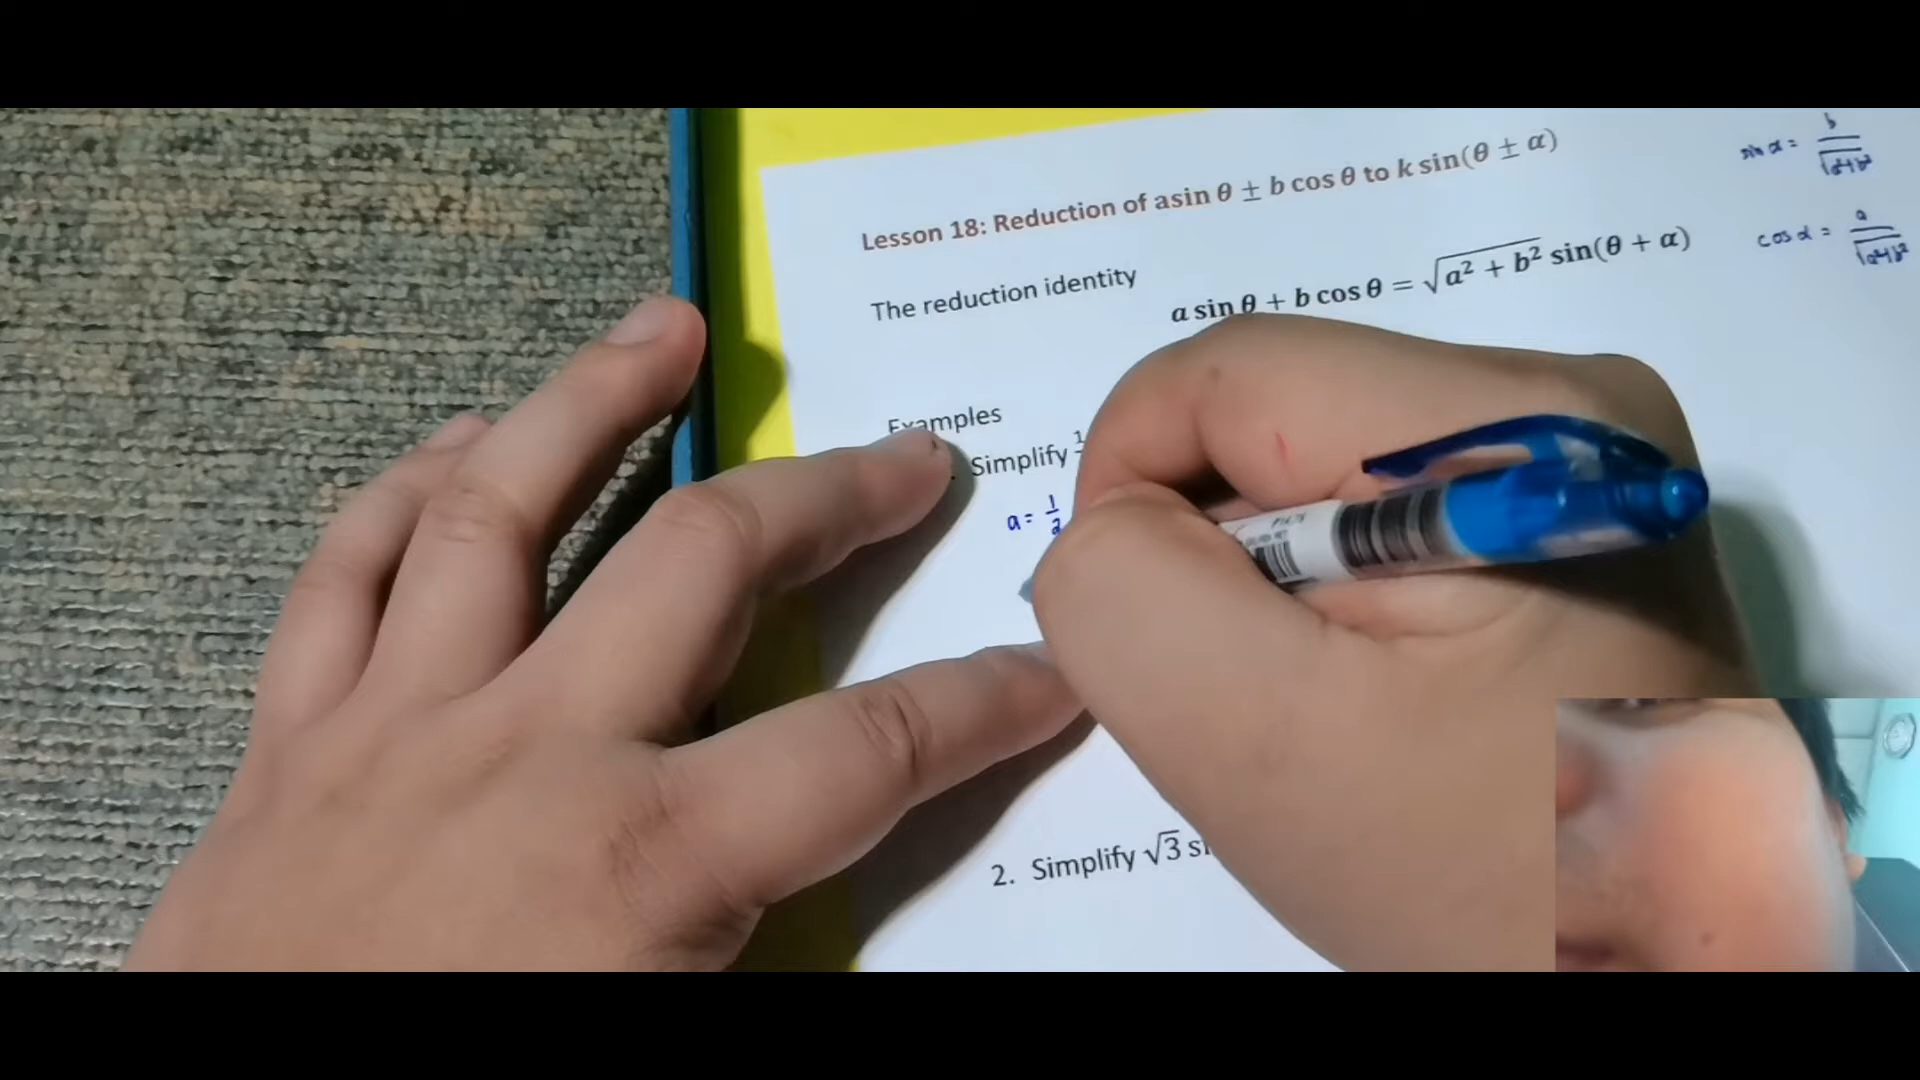 Lesson 18: Reduction of asin θ ± b cos θ to k sin(θ ± α)
sin α = b / √a²+b²
The reduction identity
a sin θ + b cos θ = √a² + b² sin(θ + α)
cos α = a / √a²+b²
Examples
Simplify 1
a = 1/2
2. Simplify √3